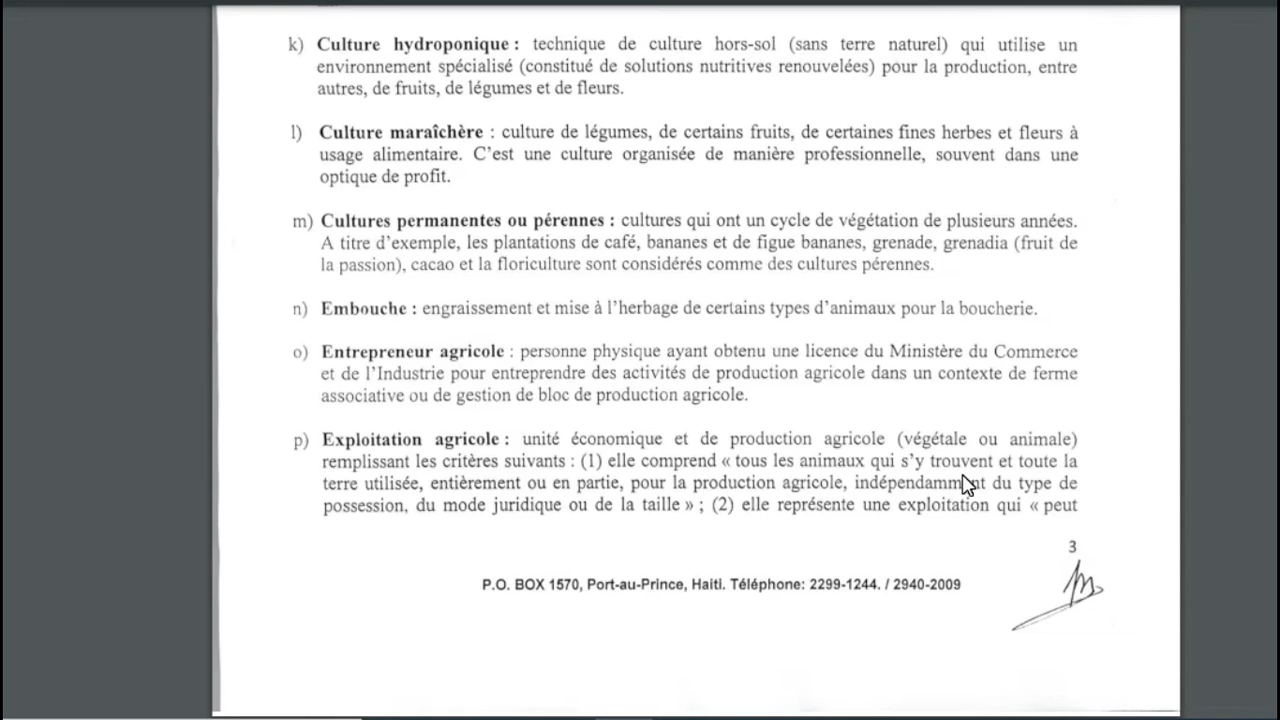 k) Culture hydroponique : technique de culture hors-sol (sans terre naturel) qui utilise un
environnement spécialisé (constitué de solutions nutritives renouvelées) pour la production, entre
autres, de fruits, de légumes et de fleurs.
l) Culture maraîchère : culture de légumes, de certains fruits, de certaines fines herbes et fleurs à
usage alimentaire. C'est une culture organisée de manière professionnelle, souvent dans une
optique de profit.
m) Cultures permanentes ou pérennes : cultures qui ont un cycle de végétation de plusieurs années.
A titre d'exemple, les plantations de café, bananes et de figue bananes, grenade, grenadia (fruit de
la passion), cacao et la floriculture sont considérés comme des cultures pérennes.
n) Embouche : engraissement et mise à l'herbage de certains types d'animaux pour la boucherie.
o) Entrepreneur agricole : personne physique ayant obtenu une licence du Ministère du Commerce
et de l'Industrie pour entreprendre des activités de production agricole dans un contexte de ferme
associative ou de gestion de bloc de production agricole.
p) Exploitation agricole : unité économique et de production agricole (végétale ou animale)
remplissant les critères suivants : (1) elle comprend « tous les animaux qui s'y trouvent et toute la
terre utilisée, entièrement ou en partie, pour la production agricole, indépendamment du type de
possession, du mode juridique ou de la taille » ; (2) elle représente une exploitation qui « peut
3
P.O. BOX 1570, Port-au-Prince, Haiti. Téléphone: 2299-1244. / 2940-2009